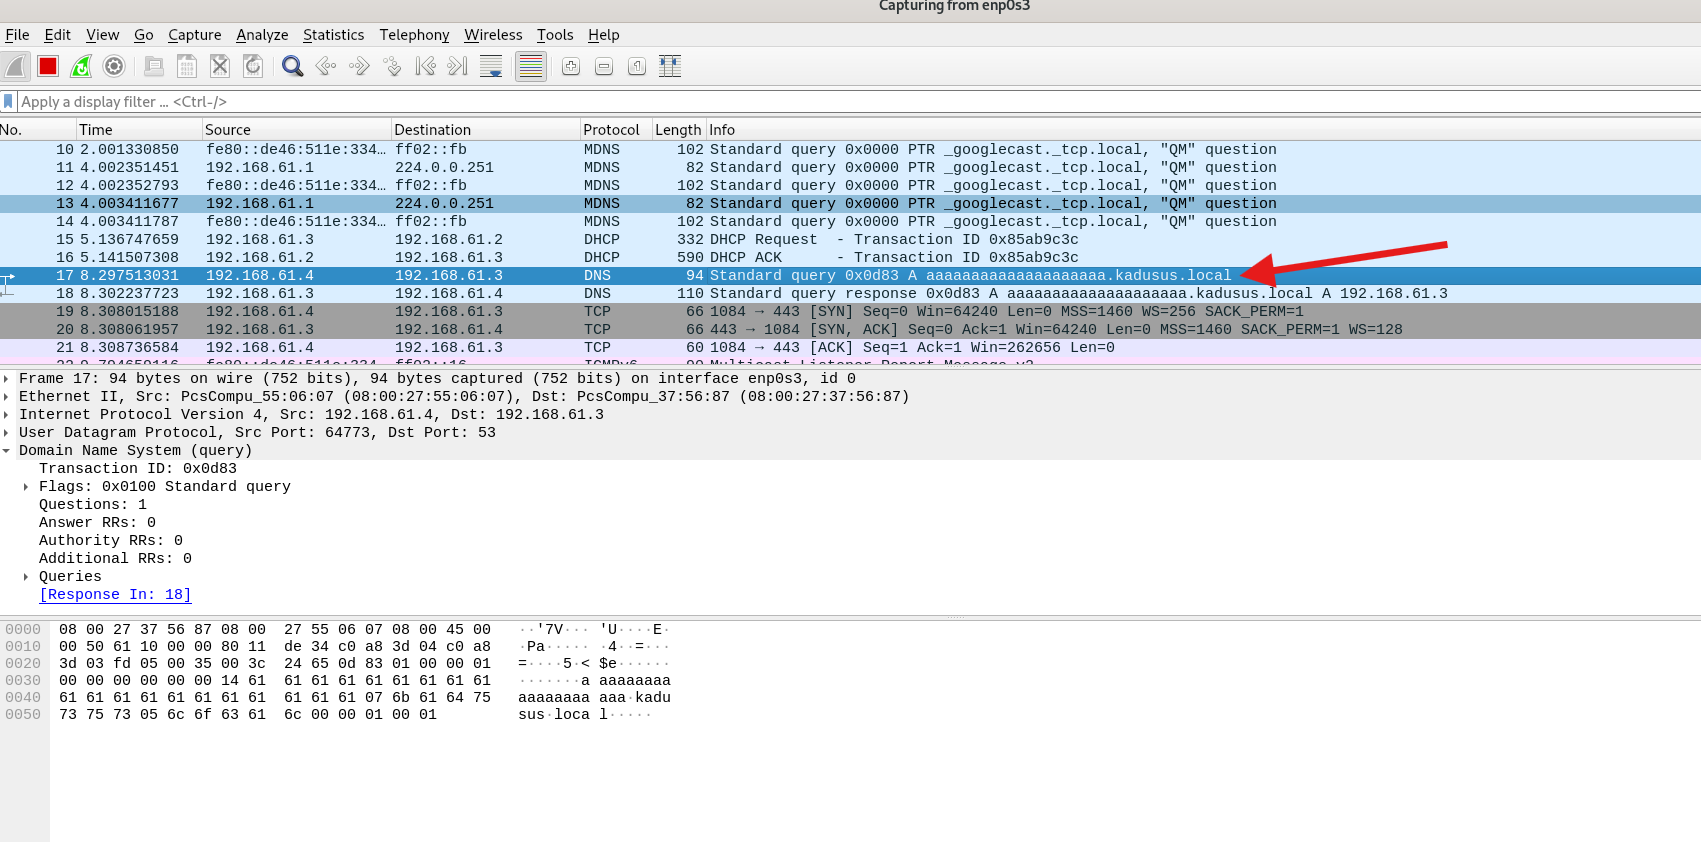 Capturing from enp0s3
File Edit View Go Capture Analyze Statistics Telephony Wireless Tools Help
Apply a display filter ... <Ctrl-/>
No. Time Source Destination Protocol Length Info
10 2.001330850 fe80::de46:511e:334… ff02::fb MDNS 102 Standard query 0x0000 PTR _googlecast._tcp.local, "QM" question
11 4.002351451 192.168.61.1 224.0.0.251 MDNS 82 Standard query 0x0000 PTR _googlecast._tcp.local, "QM" question
12 4.002352793 fe80::de46:511e:334… ff02::fb MDNS 102 Standard query 0x0000 PTR _googlecast._tcp.local, "QM" question
13 4.003411677 192.168.61.1 224.0.0.251 MDNS 82 Standard query 0x0000 PTR _googlecast._tcp.local, "QM" question
14 4.003411787 fe80::de46:511e:334… ff02::fb MDNS 102 Standard query 0x0000 PTR _googlecast._tcp.local, "QM" question
15 5.136747659 192.168.61.3 192.168.61.2 DHCP 332 DHCP Request - Transaction ID 0x85ab9c3c
16 5.141507308 192.168.61.2 192.168.61.3 DHCP 590 DHCP ACK - Transaction ID 0x85ab9c3c
17 8.297513031 192.168.61.4 192.168.61.3 DNS 94 Standard query 0x0d83 A aaaaaaaaaaaaaaaaaaaa.kadusus.local
18 8.302237723 192.168.61.3 192.168.61.4 DNS 110 Standard query response 0x0d83 A aaaaaaaaaaaaaaaaaaaa.kadusus.local A 192.168.61.3
19 8.308015188 192.168.61.4 192.168.61.3 TCP 66 1084 → 443 [SYN] Seq=0 Win=64240 Len=0 MSS=1460 WS=256 SACK_PERM=1
20 8.308061957 192.168.61.3 192.168.61.4 TCP 66 443 → 1084 [SYN, ACK] Seq=0 Ack=1 Win=64240 Len=0 MSS=1460 SACK_PERM=1 WS=128
21 8.308736584 192.168.61.4 192.168.61.3 TCP 60 1084 → 443 [ACK] Seq=1 Ack=1 Win=262656 Len=0
Frame 17: 94 bytes on wire (752 bits), 94 bytes captured (752 bits) on interface enp0s3, id 0
Ethernet II, Src: PcsCompu_55:06:07 (08:00:27:55:06:07), Dst: PcsCompu_37:56:87 (08:00:27:37:56:87)
Internet Protocol Version 4, Src: 192.168.61.4, Dst: 192.168.61.3
User Datagram Protocol, Src Port: 64773, Dst Port: 53
Domain Name System (query)
Transaction ID: 0x0d83
Flags: 0x0100 Standard query
Questions: 1
Answer RRs: 0
Authority RRs: 0
Additional RRs: 0
Queries
[Response In: 18]
0000 08 00 27 37 56 87 08 00 27 55 06 07 08 00 45 00 ··'7V··· 'U····E·
0010 00 50 61 10 00 00 80 11 de 34 c0 a8 3d 04 c0 a8 ·Pa····· ·4··=···
0020 3d 03 fd 05 00 35 00 3c 24 65 0d 83 01 00 00 01 =····5·< $e······
0030 00 00 00 00 00 00 14 61 61 61 61 61 61 61 61 61 ·······a aaaaaaaa
0040 61 61 61 61 61 61 61 61 61 61 61 07 6b 61 64 75 aaaaaaaa aaa·kadu
0050 73 75 73 05 6c 6f 63 61 6c 00 00 01 00 01 sus·loca l·····